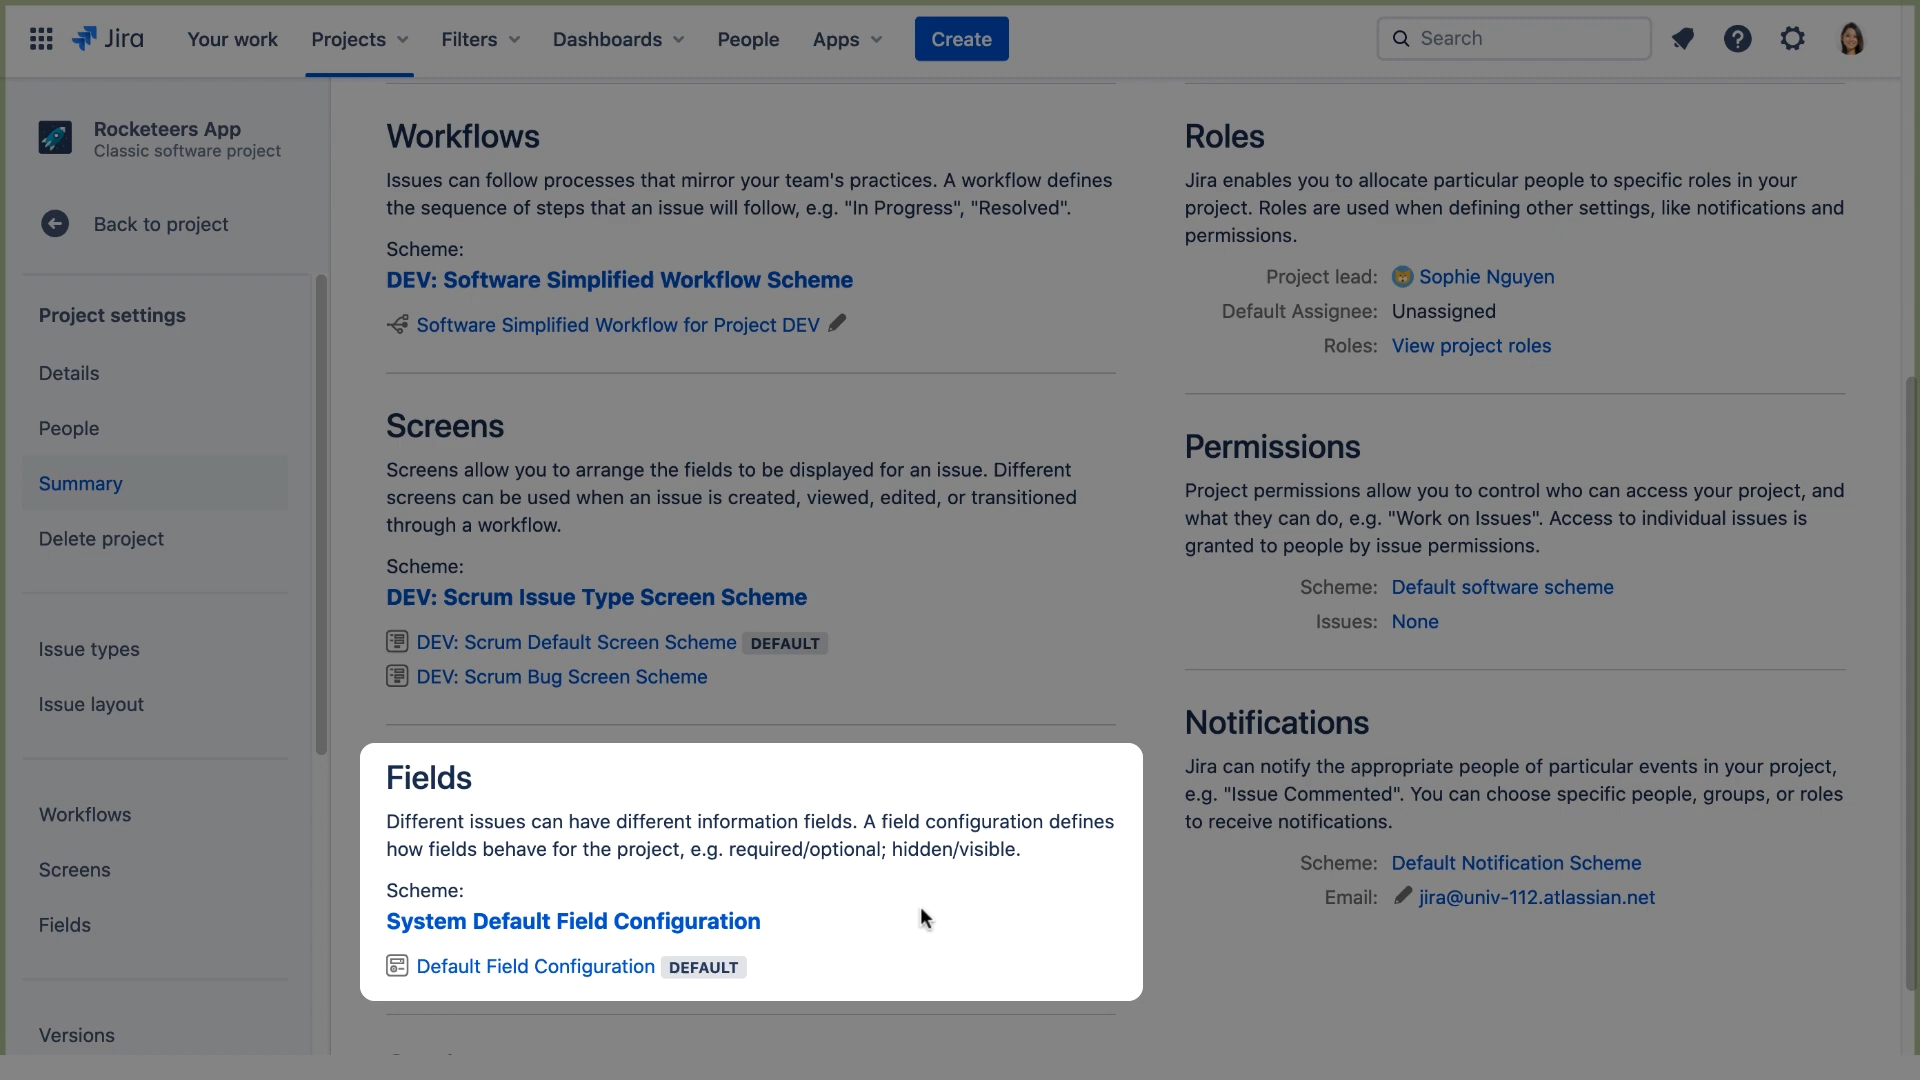 Jira
Your work
Projects
Filters
Dashboards
People
Apps
Create
Search
Rocketeers App
Classic software project
Back to project
Project settings
Details
People
Summary
Delete project
Issue types
Issue layout
Workflows
Screens
Fields
Versions
Workflows
Issues can follow processes that mirror your team's practices. A workflow defines
the sequence of steps that an issue will follow, e.g. "In Progress", "Resolved".
Scheme:
DEV: Software Simplified Workflow Scheme
Software Simplified Workflow for Project DEV
Screens
Screens allow you to arrange the fields to be displayed for an issue. Different
screens can be used when an issue is created, viewed, edited, or transitioned
through a workflow.
Scheme:
DEV: Scrum Issue Type Screen Scheme
DEV: Scrum Default Screen Scheme DEFAULT
DEV: Scrum Bug Screen Scheme
Fields
Different issues can have different information fields. A field configuration defines
how fields behave for the project, e.g. required/optional; hidden/visible.
Scheme:
System Default Field Configuration
Default Field Configuration DEFAULT
Roles
Jira enables you to allocate particular people to specific roles in your
project. Roles are used when defining other settings, like notifications and
permissions.
Project lead: Sophie Nguyen
Default Assignee: Unassigned
Roles: View project roles
Permissions
Project permissions allow you to control who can access your project, and
what they can do, e.g. "Work on Issues". Access to individual issues is
granted to people by issue permissions.
Scheme: Default software scheme
Issues: None
Notifications
Jira can notify the appropriate people of particular events in your project,
e.g. "Issue Commented". You can choose specific people, groups, or roles
to receive notifications.
Scheme: Default Notification Scheme
Email: jira@univ-112.atlassian.net